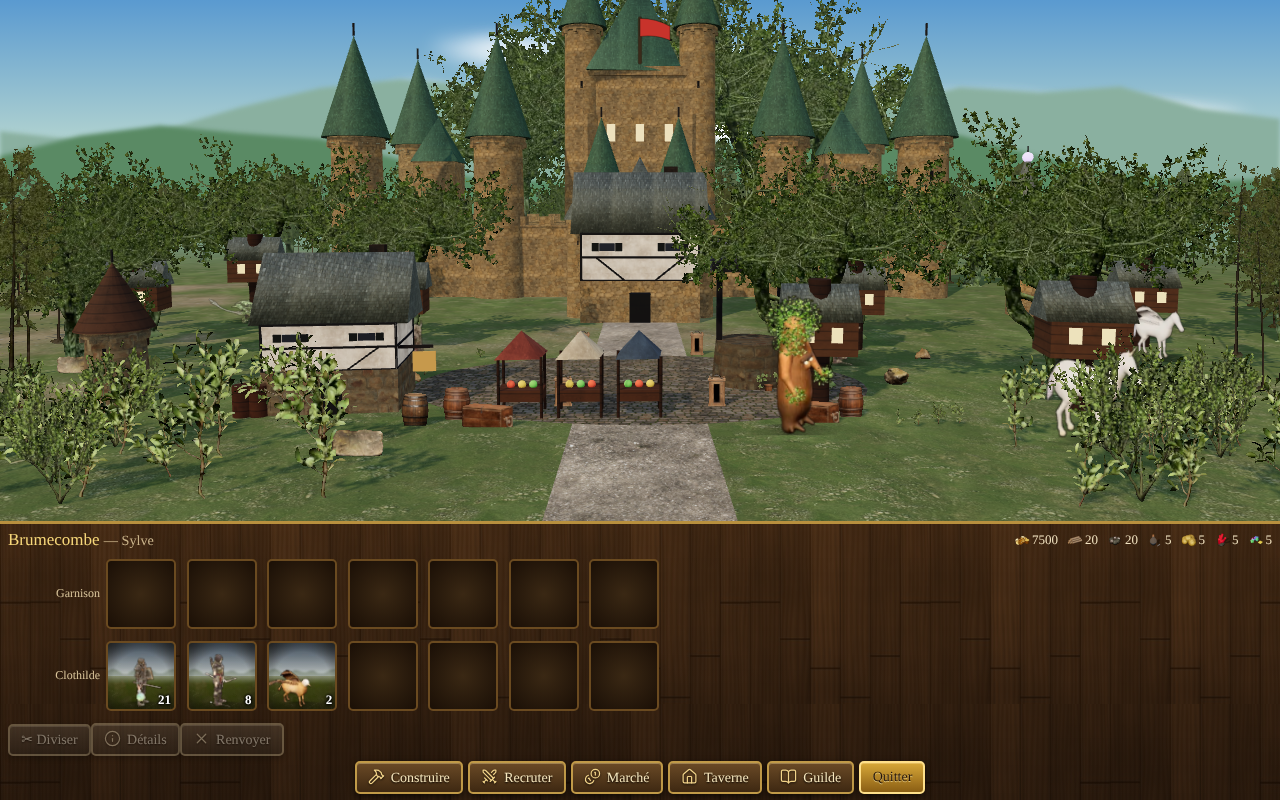 Brumecombe — Sylve
7500 20 20 5 5 5 5
Garnison
Clothilde
21 8 2
Diviser Détails Renvoyer
Construire Recruter Marché Taverne Guilde Quitter